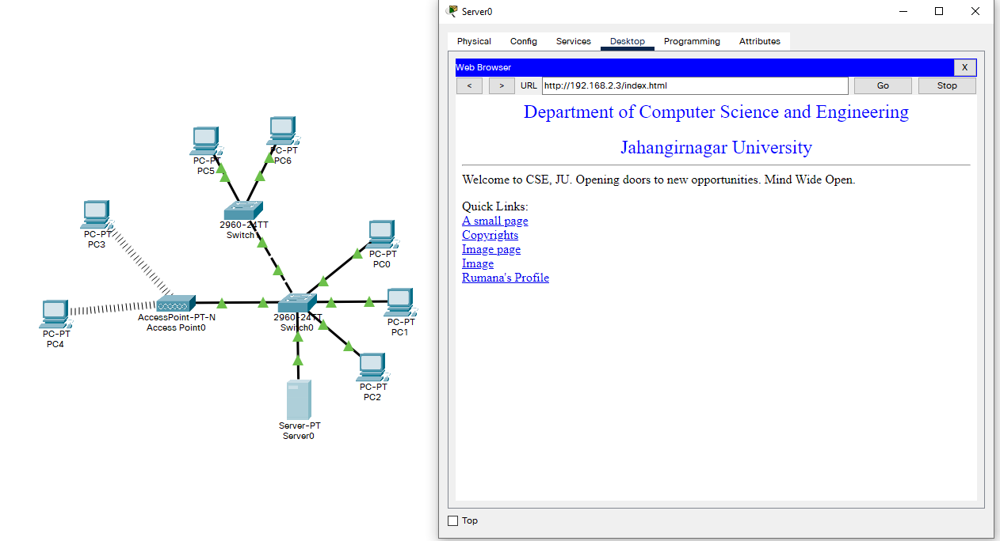 PC-PT
PC5
PC-PT
PC6
2960-24TT
Switch1
PC-PT
PC3
PC-PT
PC0
AccessPoint-PT-N
Access Point0
2960-24TT
Switch0
PC-PT
PC1
PC-PT
PC4
PC-PT
PC2
Server-PT
Server0
Server0
Physical Config Services Desktop Programming Attributes
Web Browser X
< > URL http://192.168.2.3/index.html Go Stop
Department of Computer Science and Engineering
Jahangirnagar University
Welcome to CSE, JU. Opening doors to new opportunities. Mind Wide Open.
Quick Links:
A small page
Copyrights
Image page
Image
Rumana's Profile
Top